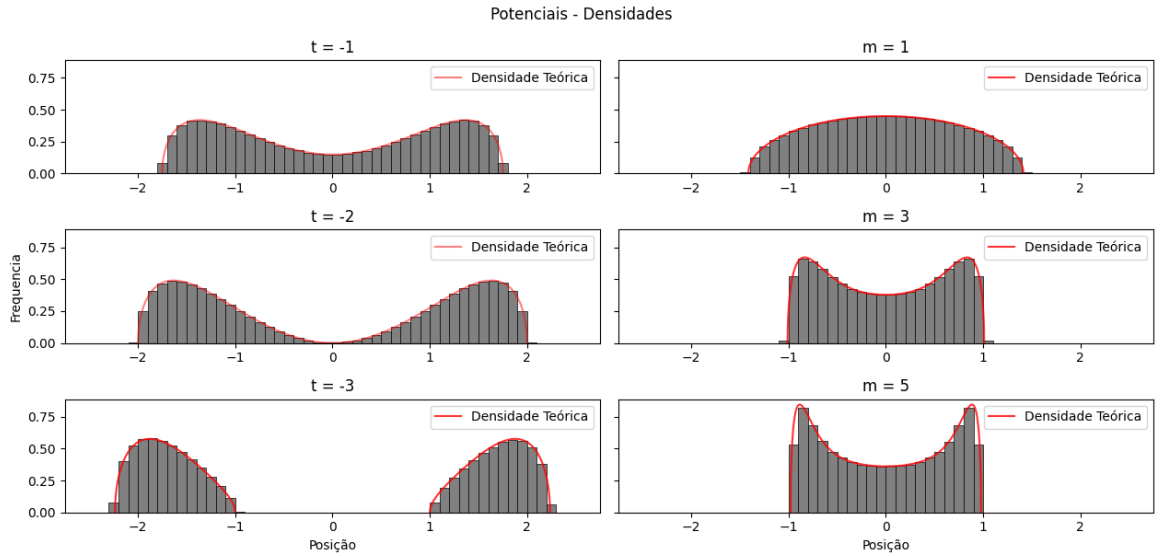 Potenciais - Densidades
t = -1
Densidade Teórica
0.75
0.50
0.25
0.00
−2 −1 0 1 2
m = 1
Densidade Teórica
−2 −1 0 1 2
t = -2
Densidade Teórica
Frequencia
0.75
0.50
0.25
0.00
−2 −1 0 1 2
m = 3
Densidade Teórica
−2 −1 0 1 2
t = -3
Densidade Teórica
0.75
0.50
0.25
0.00
−2 −1 0 1 2
Posição
m = 5
Densidade Teórica
−2 −1 0 1 2
Posição